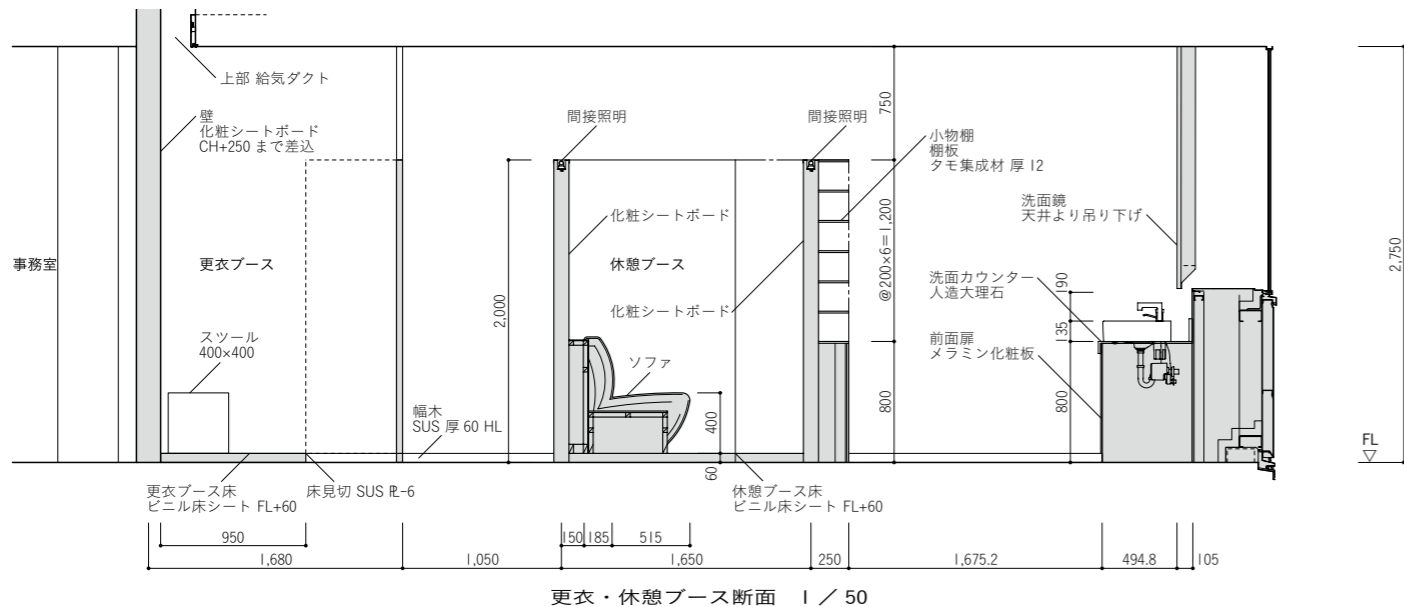 上部 給気ダクト
壁
化粧シートボード
CH+250 まで差込
間接照明
間接照明
750
小物棚
棚板
タモ集成材 厚 12
洗面鏡
天井より吊り下げ
化粧シートボード
事務室
更衣ブース
休憩ブース
@200×6=1,200
2,750
2,000
化粧シートボード
洗面カウンター
人造大理石
190
135
スツール
400×400
ソファ
前面扉
メラミン化粧板
幅木
SUS 厚 60 HL
400
800
800
60
FL
更衣ブース床
ビニル床シート FL+60
床見切 SUS PL-6
休憩ブース床
ビニル床シート FL+60
950
150
185
515
1,680
1,050
1,650
250
1,675.2
494.8
105
更衣・休憩ブース断面 1/50